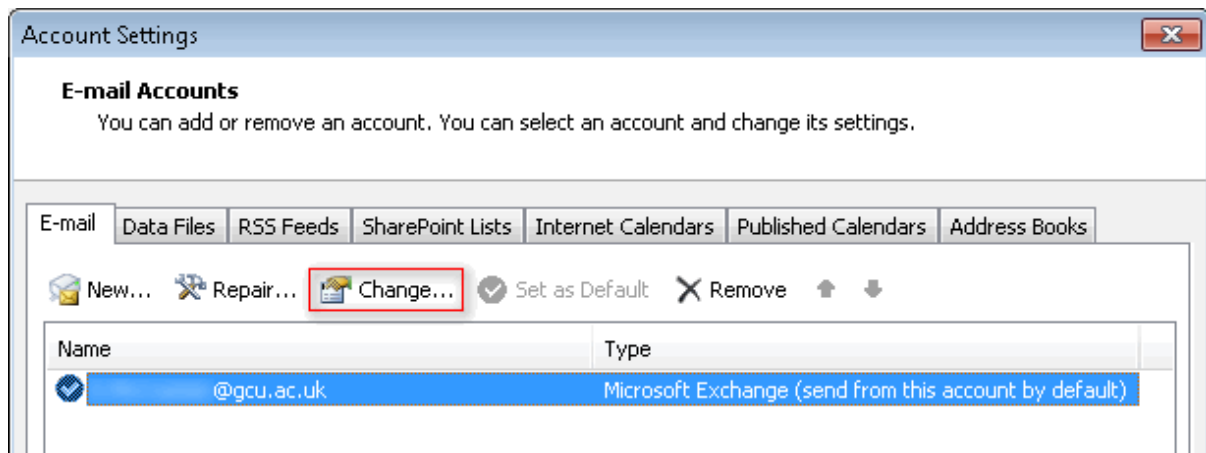 Account Settings
E-mail Accounts
You can add or remove an account. You can select an account and change its settings.
E-mail Data Files RSS Feeds SharePoint Lists Internet Calendars Published Calendars Address Books
New... Repair... Change... Set as Default Remove
Name Type
@gcu.ac.uk Microsoft Exchange (send from this account by default)